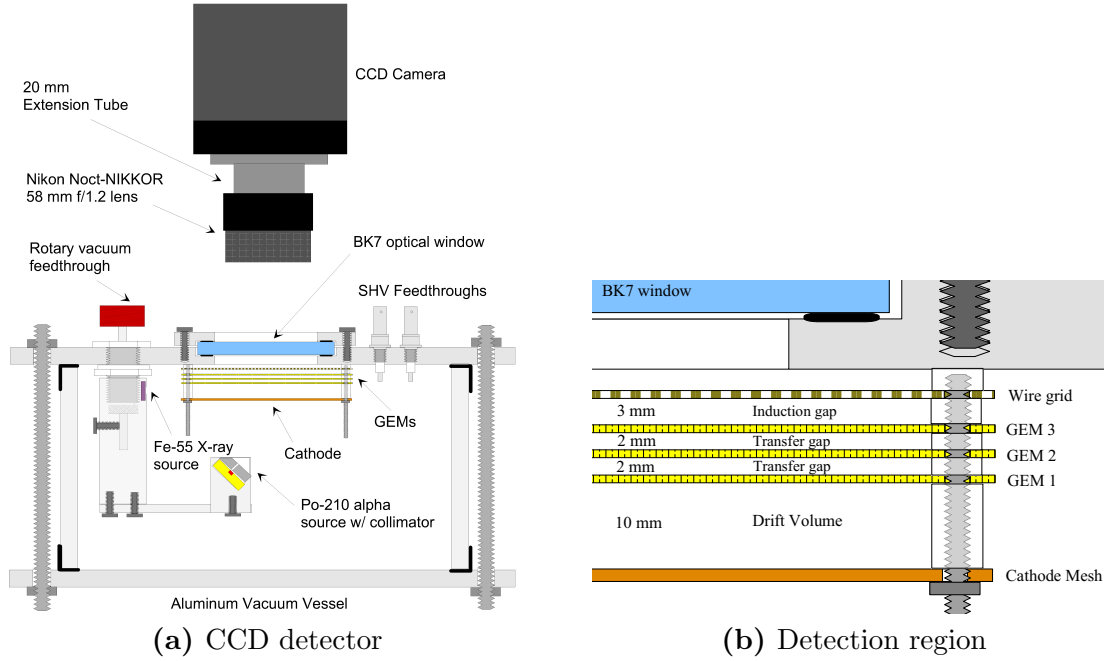 CCD Camera
20 mm
Extension Tube
Nikon Noct-NIKKOR
58 mm f/1.2 lens
BK7 optical window
Rotary vacuum
feedthrough
SHV Feedthroughs
GEMs
Fe-55 X-ray
source
Cathode
Po-210 alpha
source w/ collimator
Aluminum Vacuum Vessel
(a) CCD detector
BK7 window
Wire grid
3 mm Induction gap
GEM 3
2 mm Transfer gap
GEM 2
2 mm Transfer gap
GEM 1
10 mm Drift Volume
Cathode Mesh
(b) Detection region